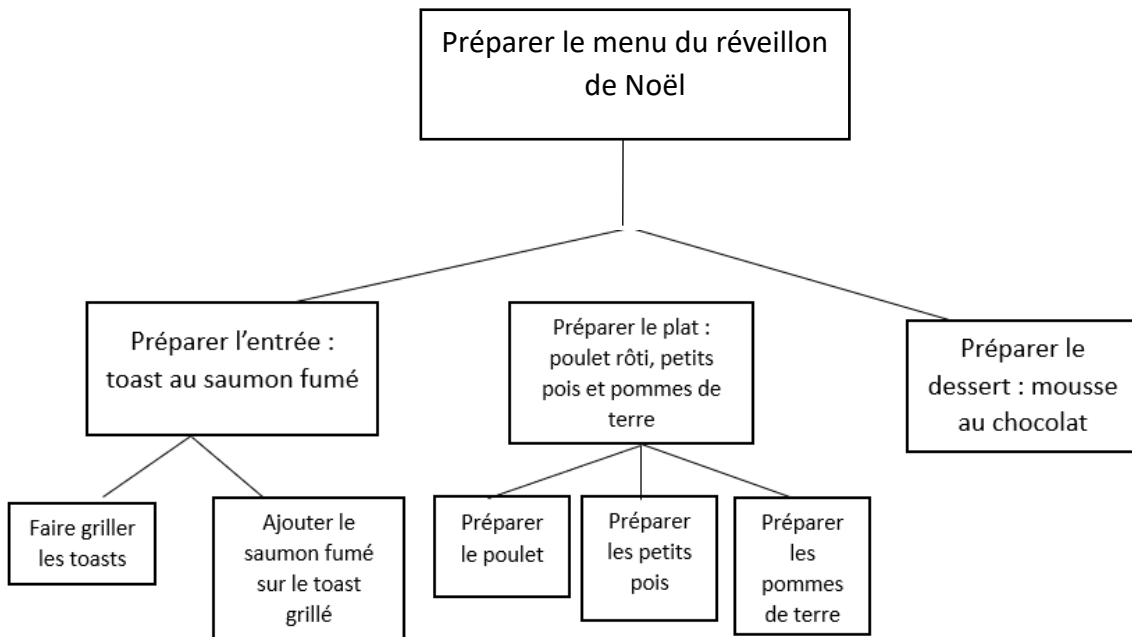 Préparer le menu du réveillon
de Noël
Préparer l’entrée :
toast au saumon fumé
Préparer le plat :
poulet rôti, petits
pois et pommes de
terre
Préparer le
dessert : mousse
au chocolat
Faire griller
les toasts
Ajouter le
saumon fumé
sur le toast
grillé
Préparer
le poulet
Préparer
les petits
pois
Préparer
les
pommes
de terre